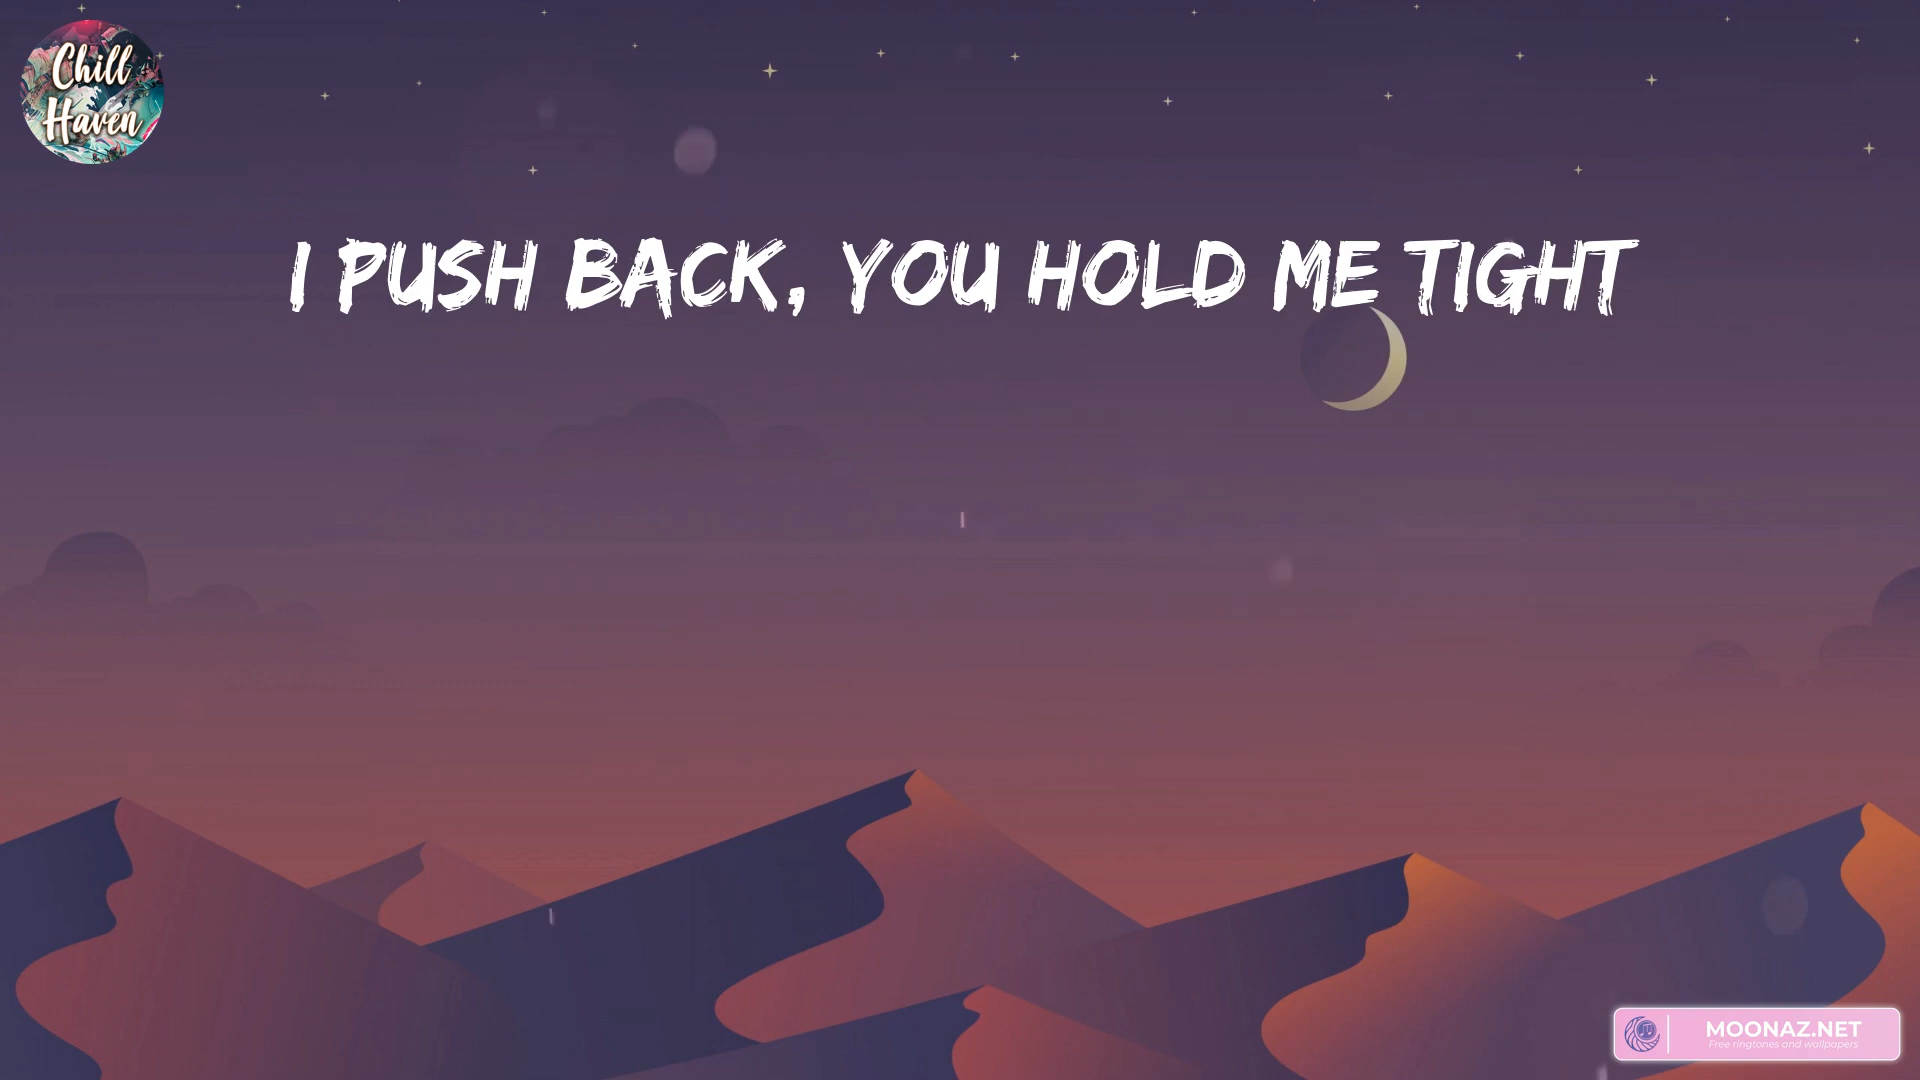 Chill
Haven
I PUSH BACK, YOU HOLD ME TIGHT
MOONAZ.NET
Free ringtones and wallpapers